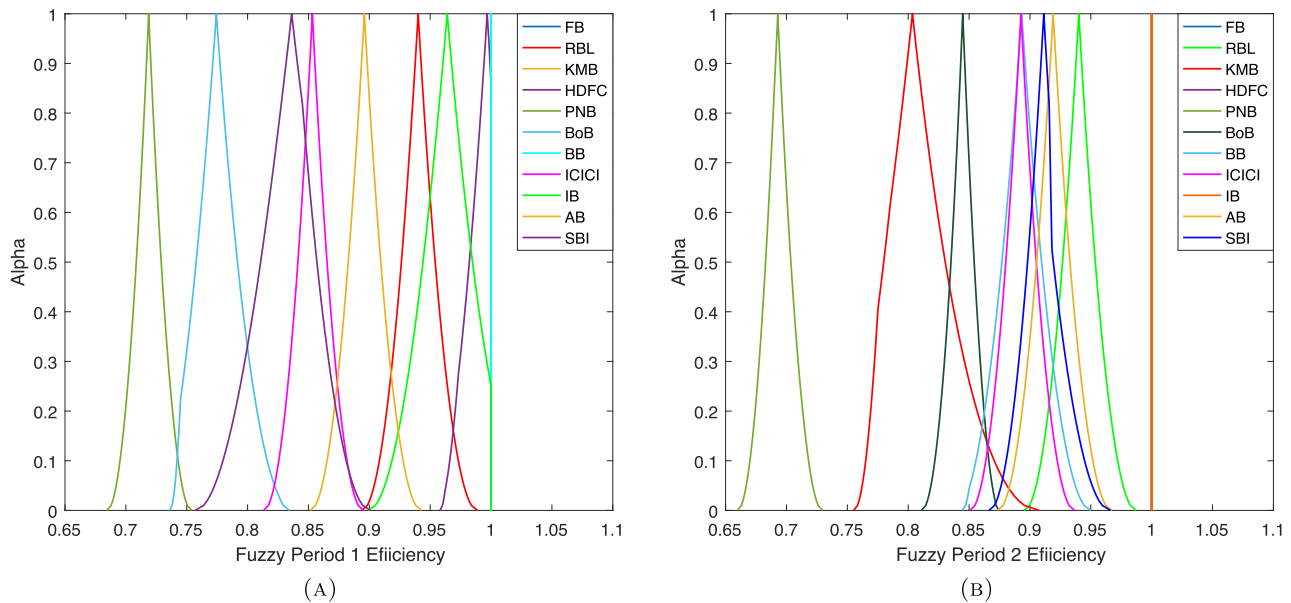 1
0.9
0.8
0.7
0.6
0.5
0.4
0.3
0.2
0.1
0
Alpha
0.65 0.7 0.75 0.8 0.85 0.9 0.95 1 1.05 1.1
Fuzzy Period 1 Efiiciency
FB
RBL
KMB
HDFC
PNB
BoB
BB
ICICI
IB
AB
SBI
(A)
1
0.9
0.8
0.7
0.6
0.5
0.4
0.3
0.2
0.1
0
Alpha
0.65 0.7 0.75 0.8 0.85 0.9 0.95 1 1.05 1.1
Fuzzy Period 2 Efiiciency
FB
RBL
KMB
HDFC
PNB
BoB
BB
ICICI
IB
AB
SBI
(B)